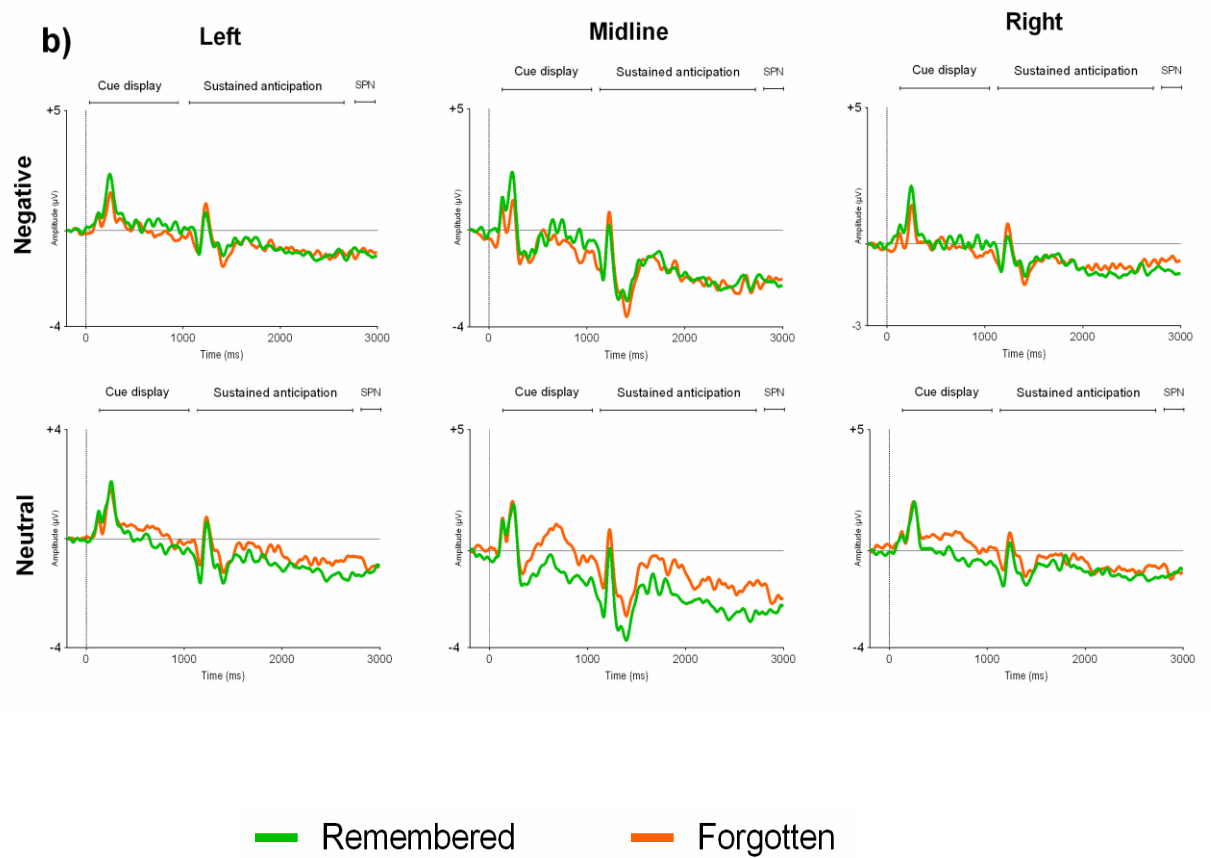 b)
Left
Midline
Right
Cue display Sustained anticipation SPN
Cue display Sustained anticipation SPN
Cue display Sustained anticipation SPN
Negative
+5
Amplitude (µV)
-4
0 1000 2000 3000
Time (ms)
+5
Amplitude (µV)
-4
0 1000 2000 3000
Time (ms)
+5
Amplitude (µV)
-3
0 1000 2000 3000
Time (ms)
Cue display Sustained anticipation SPN
Cue display Sustained anticipation SPN
Cue display Sustained anticipation SPN
Neutral
+4
Amplitude (µV)
-4
0 1000 2000 3000
Time (ms)
+5
Amplitude (µV)
-4
0 1000 2000 3000
Time (ms)
+5
Amplitude (µV)
-4
0 1000 2000 3000
Time (ms)
Remembered Forgotten